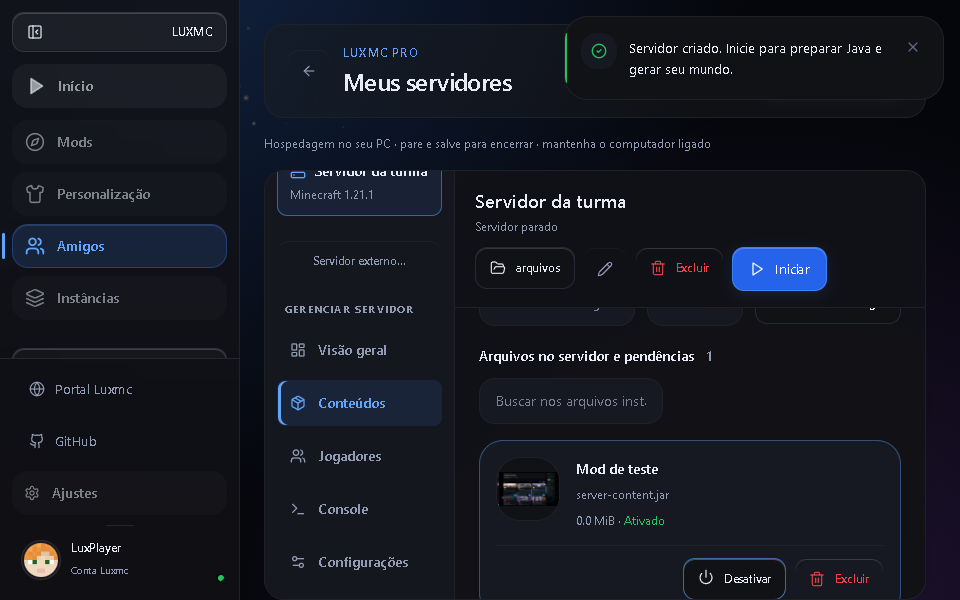 LUXMC
Início
Mods
Personalização
Amigos
Instâncias
Portal Luxmc
GitHub
Ajustes
LuxPlayer
Conta Luxmc
LUXMC PRO
Meus servidores
Servidor criado. Inicie para preparar Java e
gerar seu mundo.
Hospedagem no seu PC · pare e salve para encerrar · mantenha o computador ligado
Servidor da turma
Minecraft 1.21.1
Servidor externo...
GERENCIAR SERVIDOR
Visão geral
Conteúdos
Jogadores
Console
Configurações
Servidor da turma
Servidor parado
arquivos
Excluir
Iniciar
Arquivos no servidor e pendências 1
Buscar nos arquivos inst
Mod de teste
server-content.jar
0.0 MiB · Ativado
Desativar
Excluir